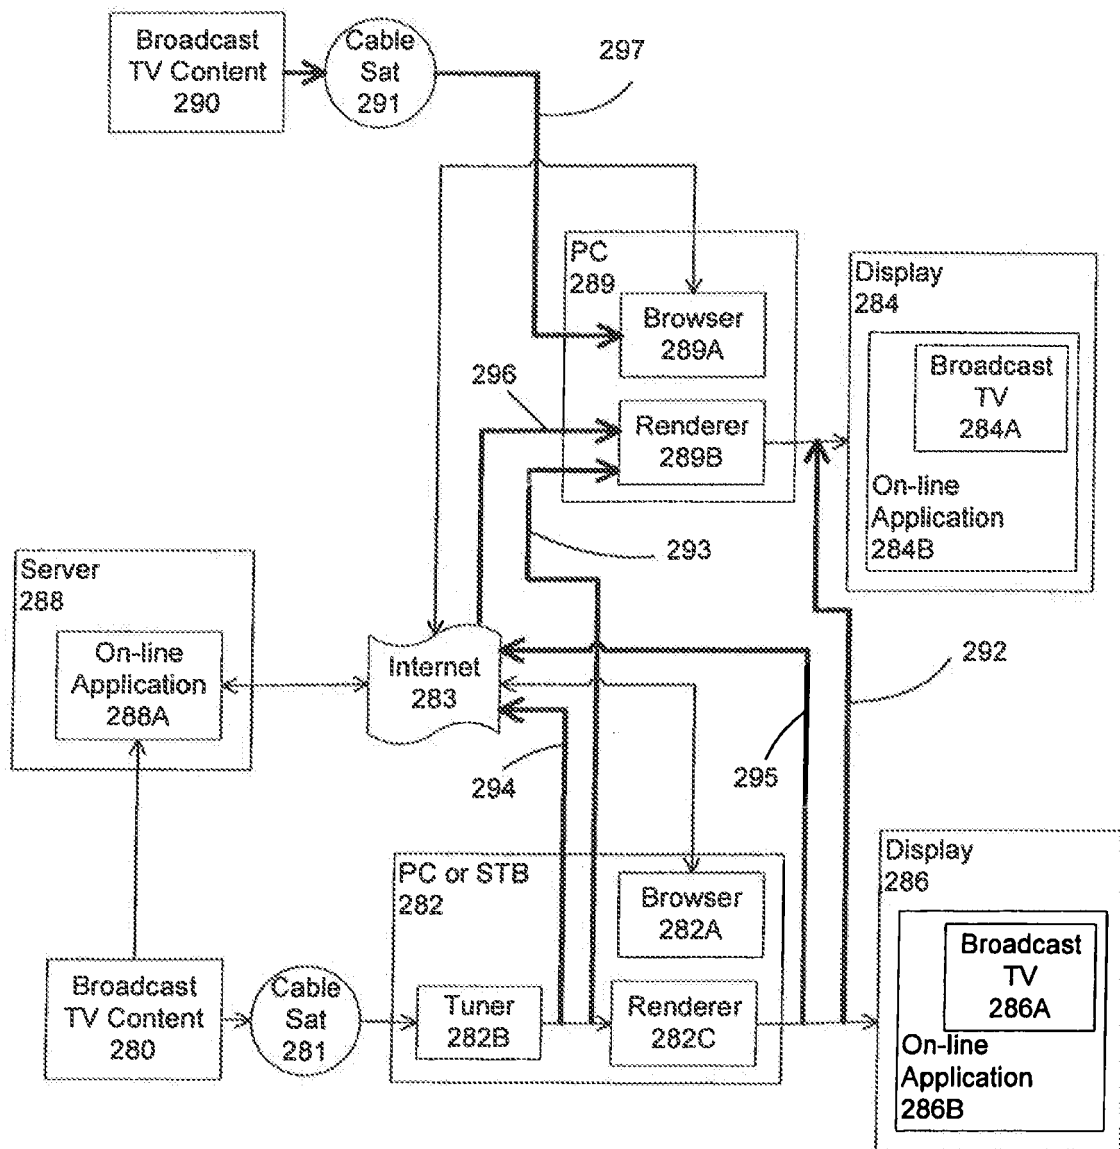 Broadcast
TV Content
290
Cable
Sat
291
297
PC
289
Browser
289A
Display
284
Broadcast
TV
284A
296
Renderer
289B
On-line
Application
284B
293
Server
288
On-line
Application
288A
Internet
283
292
294
295
PC or STB
282
Browser
282A
Display
286
Broadcast
TV
286A
Broadcast
TV Content
280
Cable
Sat
281
Tuner
282B
Renderer
282C
On-line
Application
286B